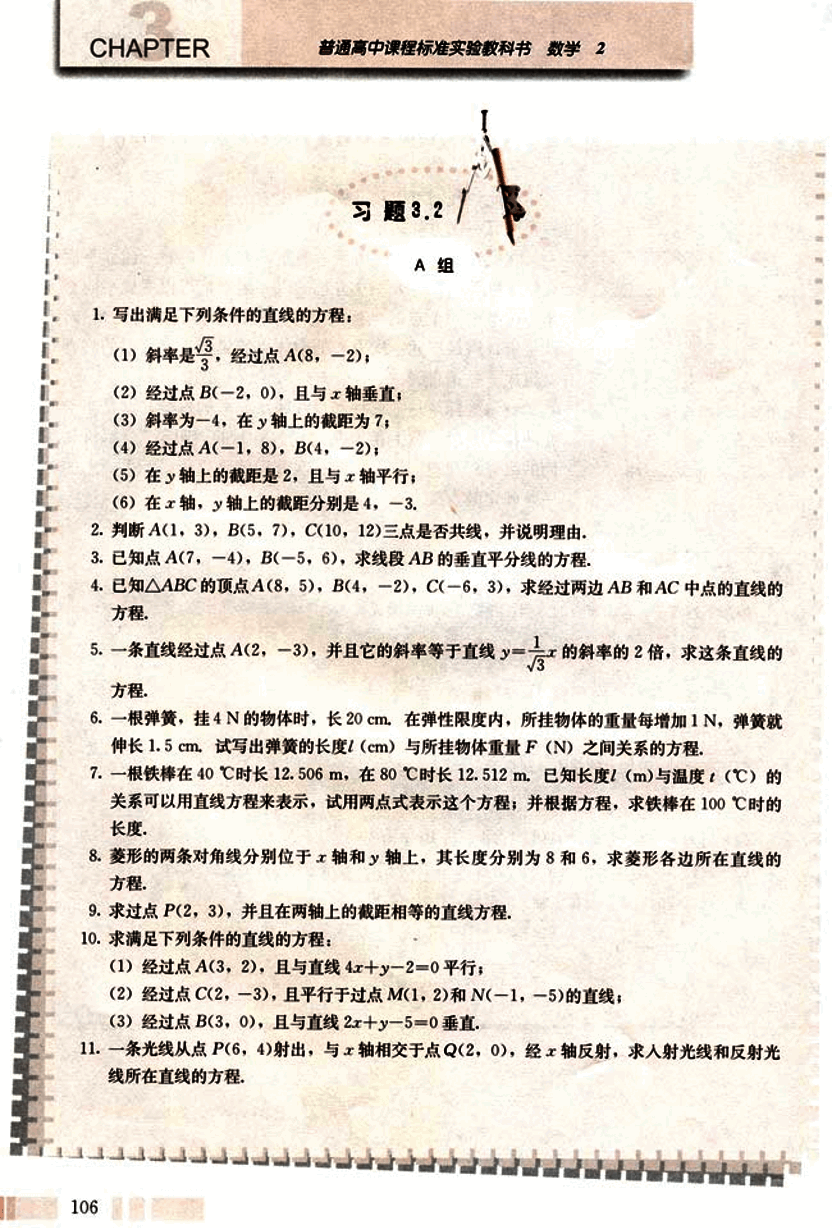 3
CHAPTER
普通高中课程标准实验教科书 数学 2
习题3.2
A 组
1. 写出满足下列条件的直线的方程:
(1) 斜率是√3/3, 经过点 A(8, -2);
(2) 经过点 B(-2, 0), 且与 x 轴垂直;
(3) 斜率为-4, 在 y 轴上的截距为 7;
(4) 经过点 A(-1, 8), B(4, -2);
(5) 在 y 轴上的截距是 2, 且与 x 轴平行;
(6) 在 x 轴, y 轴上的截距分别是 4, -3.
2. 判断 A(1, 3), B(5, 7), C(10, 12)三点是否共线, 并说明理由.
3. 已知点 A(7, -4), B(-5, 6), 求线段 AB 的垂直平分线的方程.
4. 已知△ABC 的顶点 A(8, 5), B(4, -2), C(-6, 3), 求经过两边 AB 和 AC 中点的直线的
方程.
5. 一条直线经过点 A(2, -3), 并且它的斜率等于直线 y=1/√3 x 的斜率的 2 倍, 求这条直线的
方程.
6. 一根弹簧, 挂 4 N 的物体时, 长 20 cm. 在弹性限度内, 所挂物体的重量每增加 1 N, 弹簧就
伸长 1.5 cm. 试写出弹簧的长度 l (cm) 与所挂物体重量 F (N) 之间关系的方程.
7. 一根铁棒在 40 ℃时长 12.506 m, 在 80 ℃时长 12.512 m. 已知长度 l (m)与温度 t (℃) 的
关系可以用直线方程来表示, 试用两点式表示这个方程; 并根据方程, 求铁棒在 100 ℃时的
长度.
8. 菱形的两条对角线分别位于 x 轴和 y 轴上, 其长度分别为 8 和 6, 求菱形各边所在直线的
方程.
9. 求过点 P(2, 3), 并且在两轴上的截距相等的直线方程.
10. 求满足下列条件的直线的方程:
(1) 经过点 A(3, 2), 且与直线 4x+y-2=0 平行;
(2) 经过点 C(2, -3), 且平行于过点 M(1, 2)和 N(-1, -5)的直线;
(3) 经过点 B(3, 0), 且与直线 2x+y-5=0 垂直.
11. 一条光线从点 P(6, 4)射出, 与 x 轴相交于点 Q(2, 0), 经 x 轴反射, 求入射光线和反射光
线所在直线的方程.
106